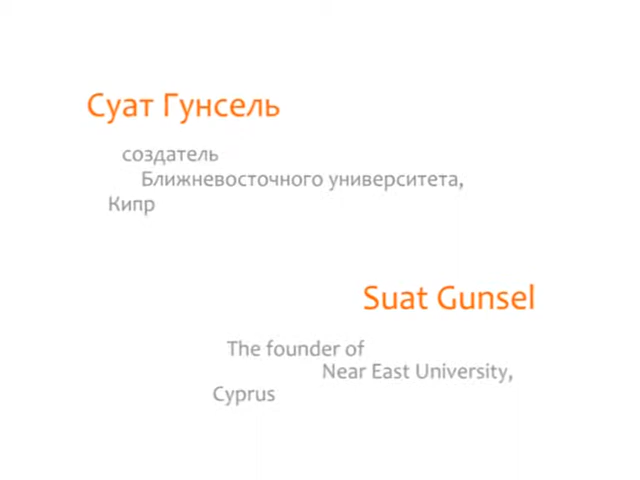 Суат Гунсель
создатель
Ближневосточного университета,
Кипр
Suat Gunsel
The founder of
Near East University,
Cyprus